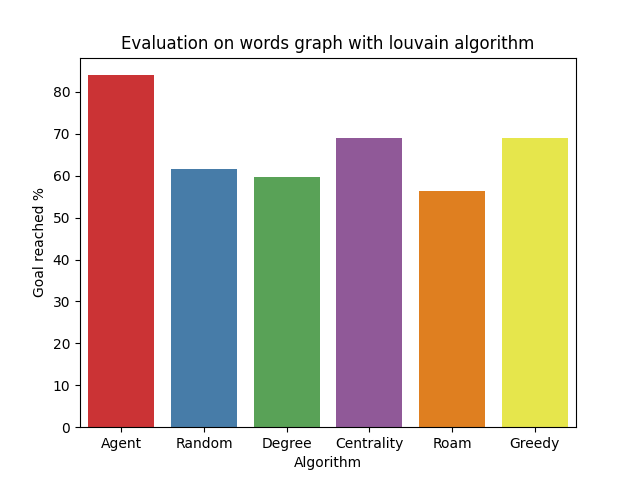 Evaluation on words graph with louvain algorithm
Goal reached %
80
70
60
50
40
30
20
10
0
Agent Random Degree Centrality Roam Greedy
Algorithm